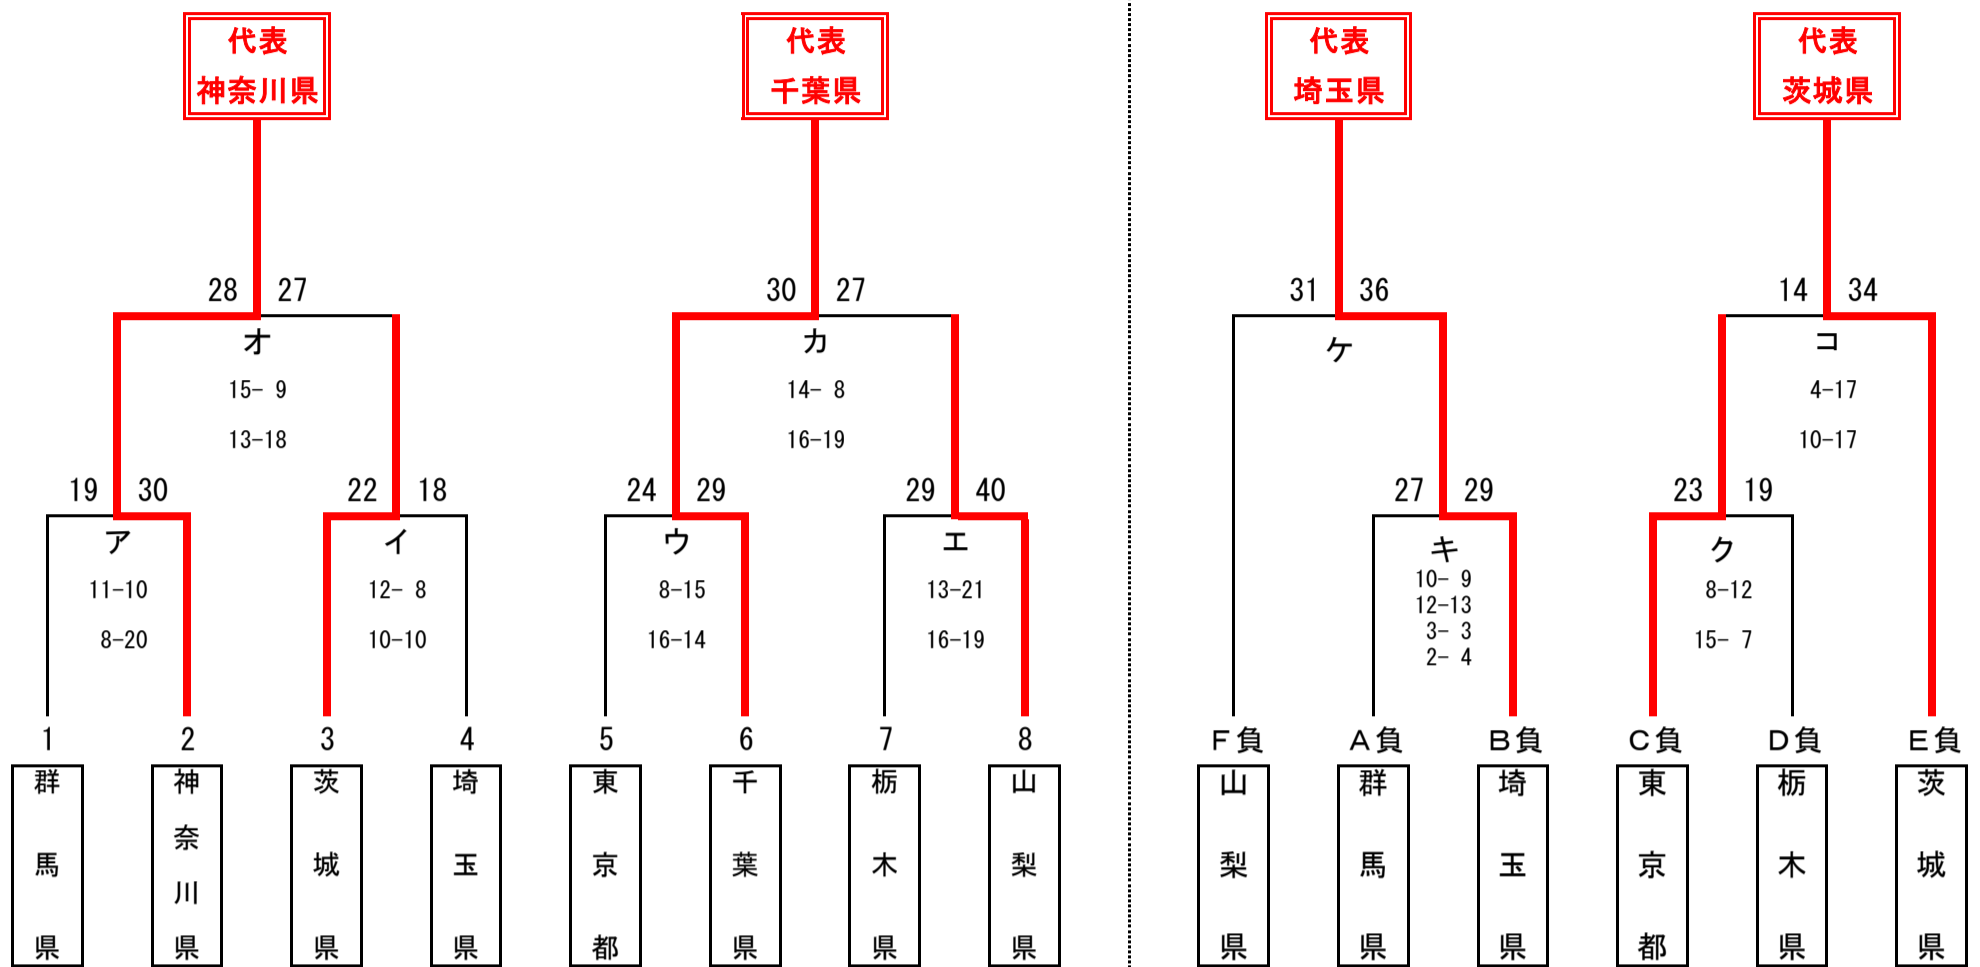 代表 代表 代表 代表
神奈川県 千葉県 埼玉県 茨城県
28 27 30 27 31 36 14 34
オ カ ケ コ
15- 9 14- 8 4-17
13-18 16-19 10-17
19 30 22 18 24 29 29 40 27 29 23 19
ア イ ウ エ キ ク
11-10 12- 8 8-15 13-21 10- 9 8-12
12-13
8-20 10-10 16-14 16-19 3- 3 15- 7
2- 4
1 2 3 4 5 6 7 8 F負 A負 B負 C負 D負 E負
群馬県 神奈川県 茨城県 埼玉県 東京都 千葉県 栃木県 山梨県 山梨県 群馬県 埼玉県 東京都 栃木県 茨城県